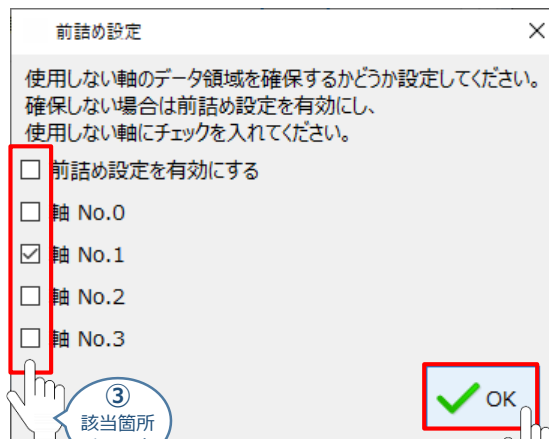 前詰め設定
使用しない軸のデータ領域を確保するかどうか設定してください。
確保しない場合は前詰め設定を有効にし、
使用しない軸にチェックを入れてください。
前詰め設定を有効にする
軸 No.0
軸 No.1
軸 No.2
軸 No.3
③
該当箇所
OK